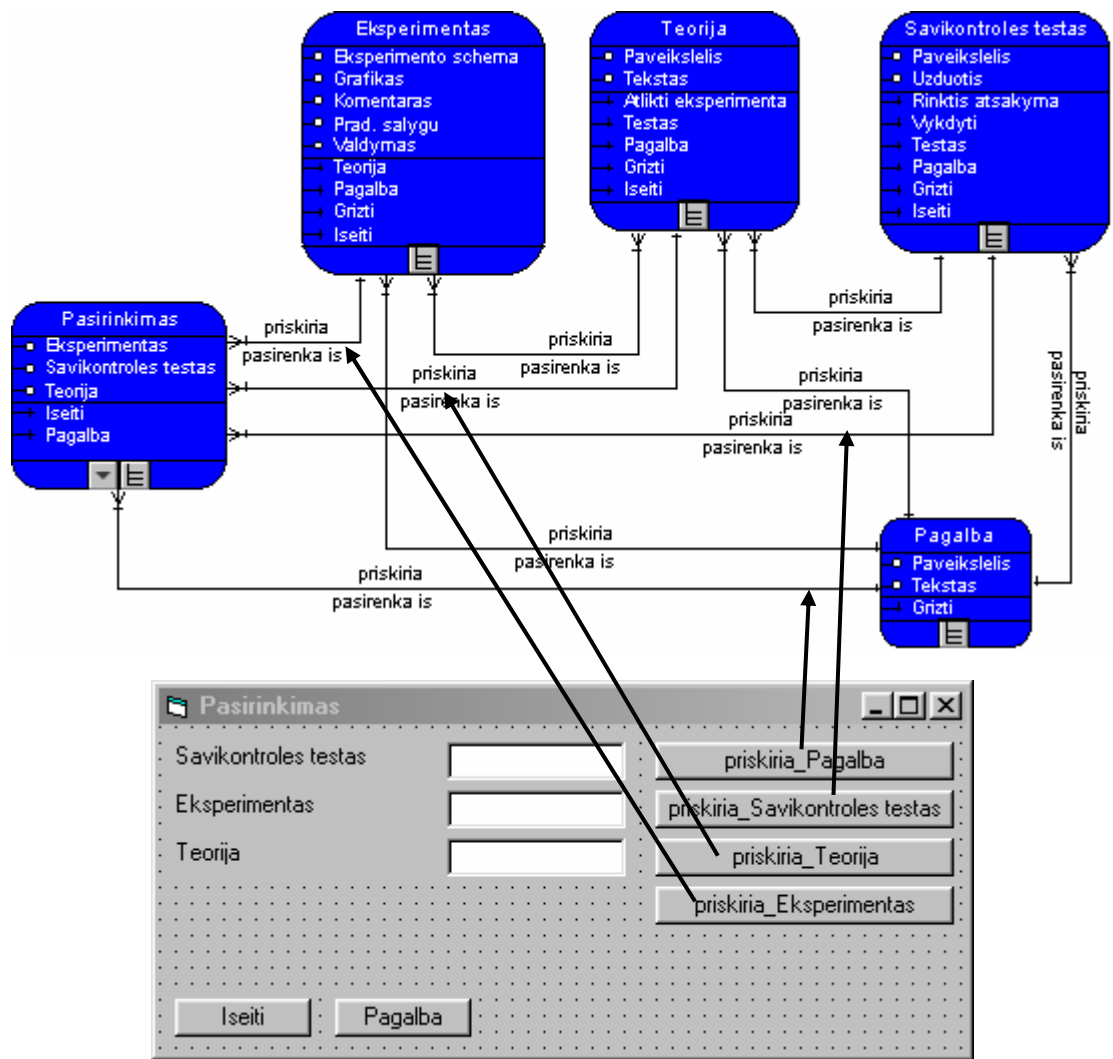 Eksperimentas
Eksperimento schema
Grafikas
Komentaras
Prad. salygu
Valdymas
Teorija
Pagalba
Grizti
Iseiti
Teorija
Paveikslelis
Tekstas
Atlikti eksperimenta
Testas
Pagalba
Grizti
Iseiti
Savikontroles testas
Paveikslelis
Uzduotis
Rinktis atsakyma
Vykdyti
Testas
Pagalba
Grizti
Iseiti
Pasirinkimas
Eksperimentas
Savikontroles testas
Teorija
Iseiti
Pagalba
priskiria
pasirenka is
priskiria
pasirenka is
priskiria
pasirenka is
priskiria
pasirenka is
priskiria
pasirenka is
priskiria
pasirenka is
priskiria
pasirenka is
priskiria
pasirenka is
priskiria
pasirenka is
Pagalba
Paveikslelis
Tekstas
Grizti
Pasirinkimas
Savikontroles testas
priskiria_Pagalba
Eksperimentas
priskiria_Savikontroles testas
Teorija
priskiria_Teorija
priskiria_Eksperimentas
Iseiti
Pagalba